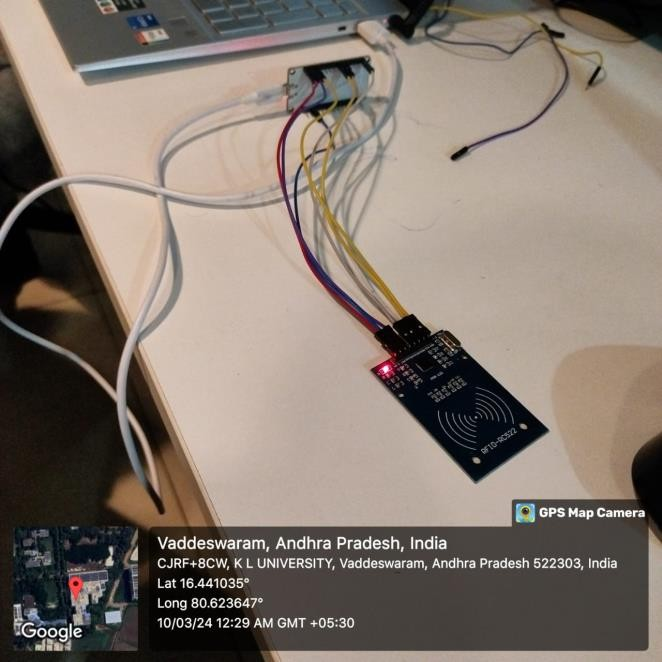 RFID-RC522
GPS Map Camera
Vaddeswaram, Andhra Pradesh, India
CJRF+8CW, K L UNIVERSITY, Vaddeswaram, Andhra Pradesh 522303, India
Lat 16.441035°
Long 80.623647°
10/03/24 12:29 AM GMT +05:30
Google